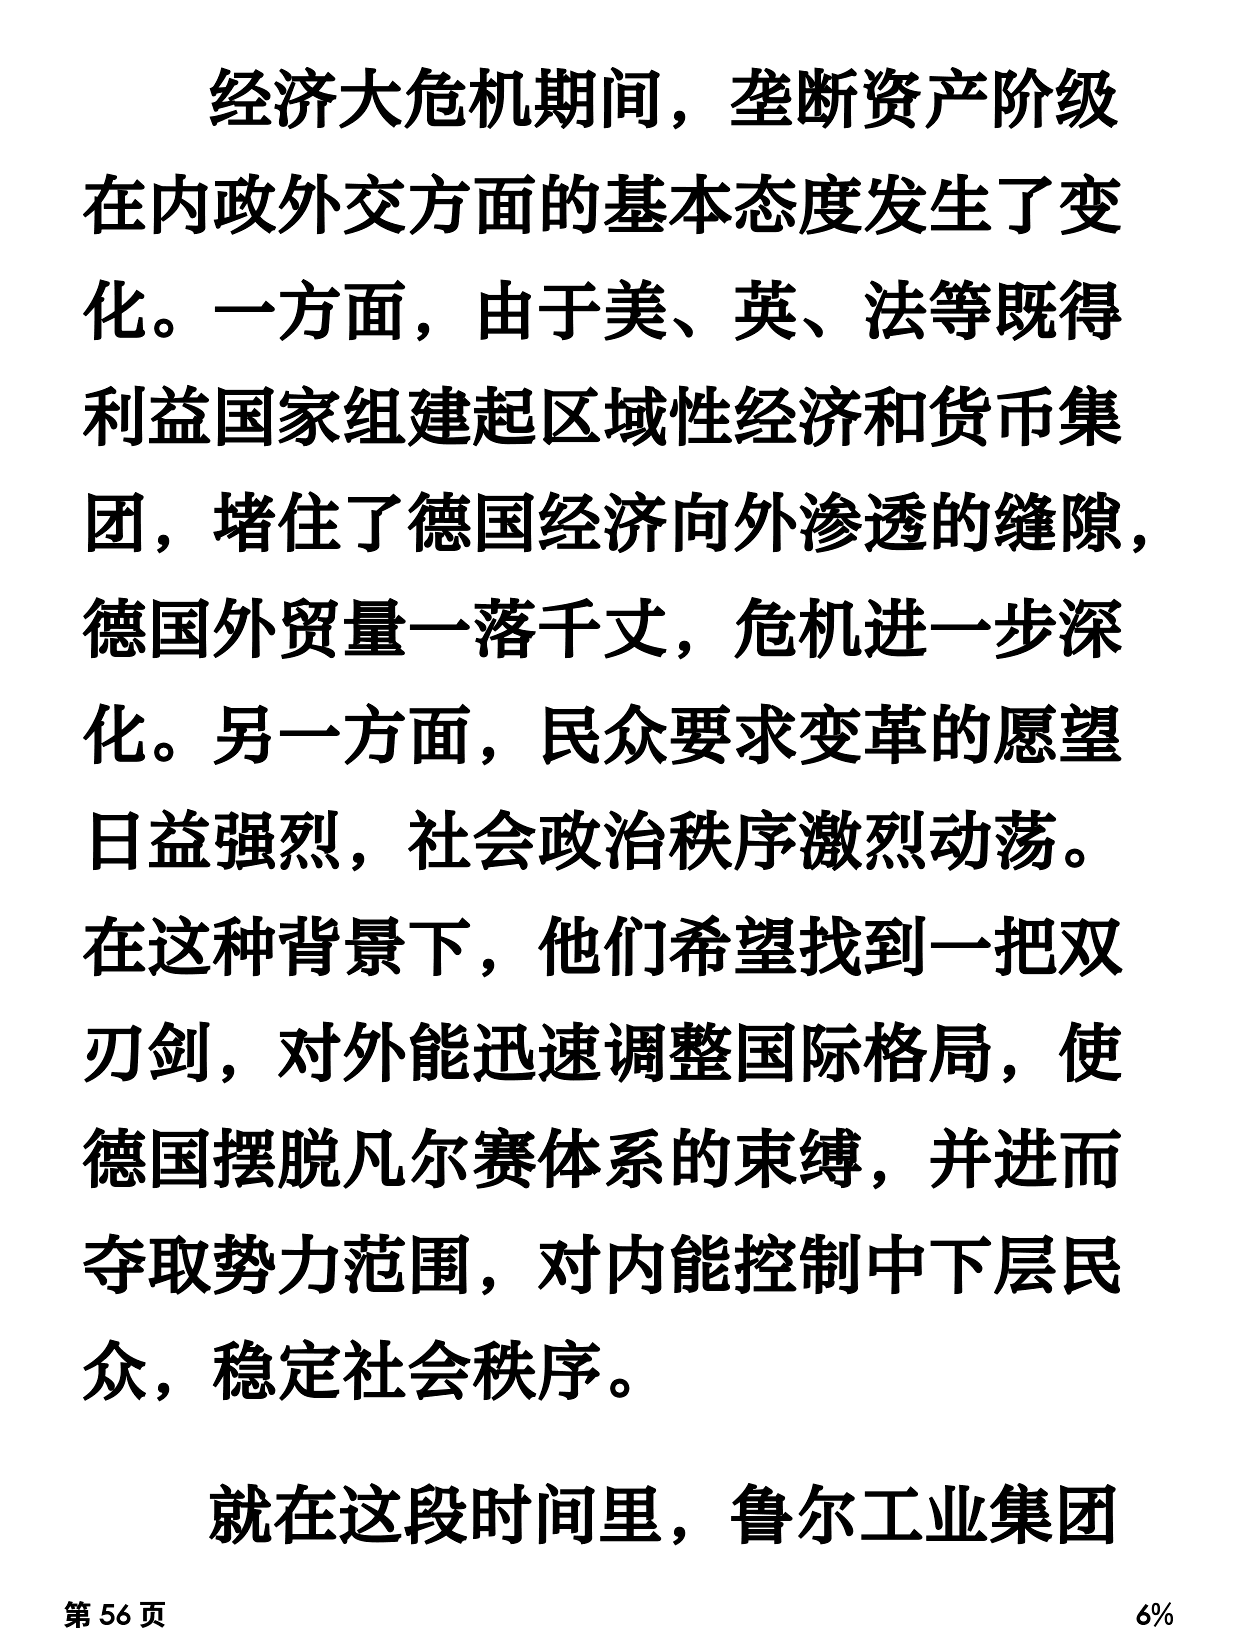 经济大危机期间，垄断资产阶级
在内政外交方面的基本态度发生了变
化。一方面，由于美、英、法等既得
利益国家组建起区域性经济和货币集
团，堵住了德国经济向外渗透的缝隙，
德国外贸量一落千丈，危机进一步深
化。另一方面，民众要求变革的愿望
日益强烈，社会政治秩序激烈动荡。
在这种背景下，他们希望找到一把双
刃剑，对外能迅速调整国际格局，使
德国摆脱凡尔赛体系的束缚，并进而
夺取势力范围，对内能控制中下层民
众，稳定社会秩序。
就在这段时间里，鲁尔工业集团
第 56 页
6%